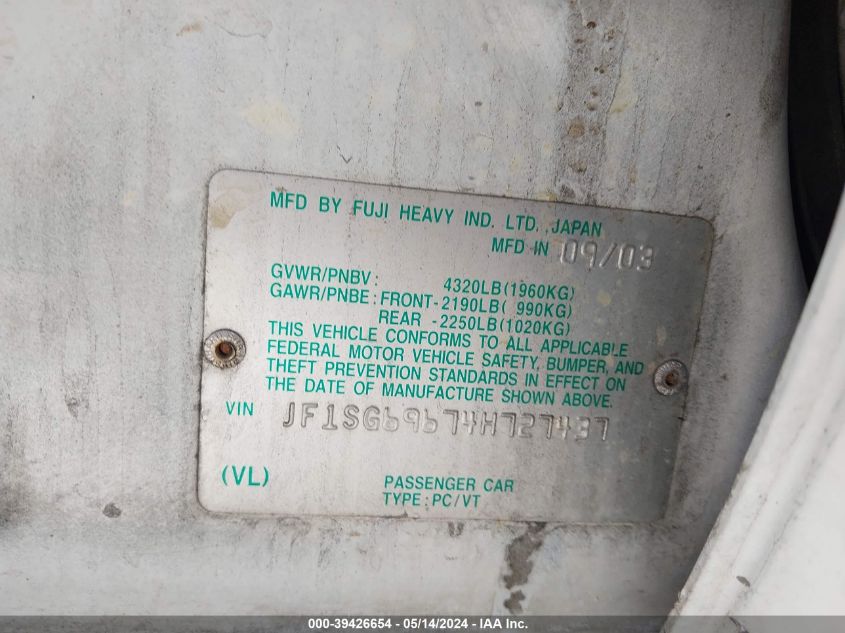 MFD BY FUJI HEAVY IND. LTD., JAPAN
MFD IN 09/03
GVWR/PNBV: 4320LB(1960KG)
GAWR/PNBE: FRONT-2190LB( 990KG)
REAR -2250LB(1020KG)
THIS VEHICLE CONFORMS TO ALL APPLICABLE
FEDERAL MOTOR VEHICLE SAFETY, BUMPER, AND
THEFT PREVENTION STANDARDS IN EFFECT ON
THE DATE OF MANUFACTURE SHOWN ABOVE.
VIN JF1SG69674H727437
(VL)
PASSENGER CAR
TYPE: PC/VT
000-39426654 - 05/14/2024 - IAA Inc.